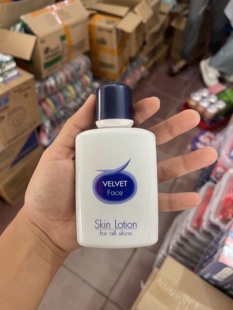 VELVET
Face
Skin Lotion
for all skins